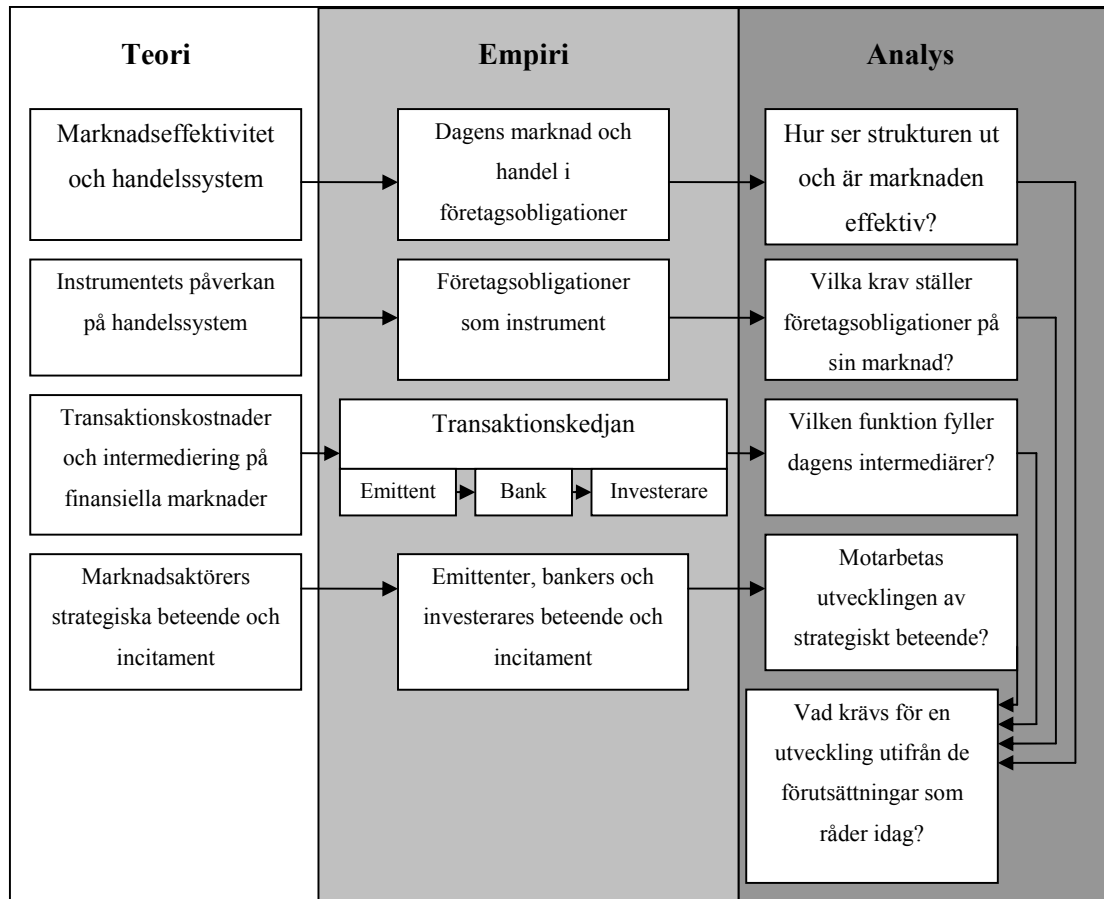 Teori
Empiri
Analys
Marknadseffektivitet
och handelssystem
Dagens marknad och
handel i
företagsobligationer
Hur ser strukturen ut
och är marknaden
effektiv?
Instrumentets påverkan
på handelssystem
Företagsobligationer
som instrument
Vilka krav ställer
företagsobligationer på
sin marknad?
Transaktionskostnader
och intermediering på
finansiella marknader
Transaktionskedjan
Emittent
Bank
Investerare
Vilken funktion fyller
dagens intermediärer?
Marknadsaktörers
strategiska beteende och
incitament
Emittenter, bankers och
investerares beteende och
incitament
Motarbetas
utvecklingen av
strategiskt beteende?
Vad krävs för en
utveckling utifrån de
förutsättningar som
råder idag?